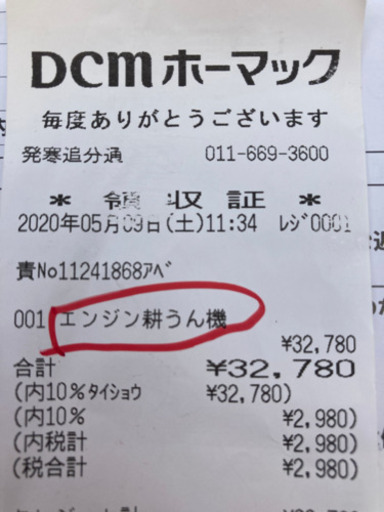 DCMホーマック
毎度ありがとうございます
発寒追分通 011-669-3600
* 領収証 *
2020年05月09日(土)11:34 ﾚｼﾞ0001
責No11241868ｱﾍﾞ
001 エンジン耕うん機
¥32,780
合計 ¥32,780
(内10%ﾀｲｼｮｳ ¥32,780)
(内10% ¥2,980)
(内税計 ¥2,980)
(税合計 ¥2,980)